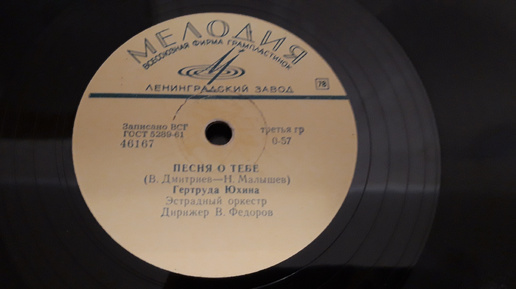 МЕЛОДИЯ
ВСЕСОЮЗНАЯ ФИРМА ГРАМПЛАСТИНОК
ЛЕНИНГРАДСКИЙ ЗАВОД
78
Записано ВСГ
ГОСТ 5289-61
46167
третья гр
0-57
ПЕСНЯ О ТЕБЕ
(В. Дмитриев—Н. Малышев)
Гертруда Юхина
Эстрадный оркестр
Дирижер В. Федоров